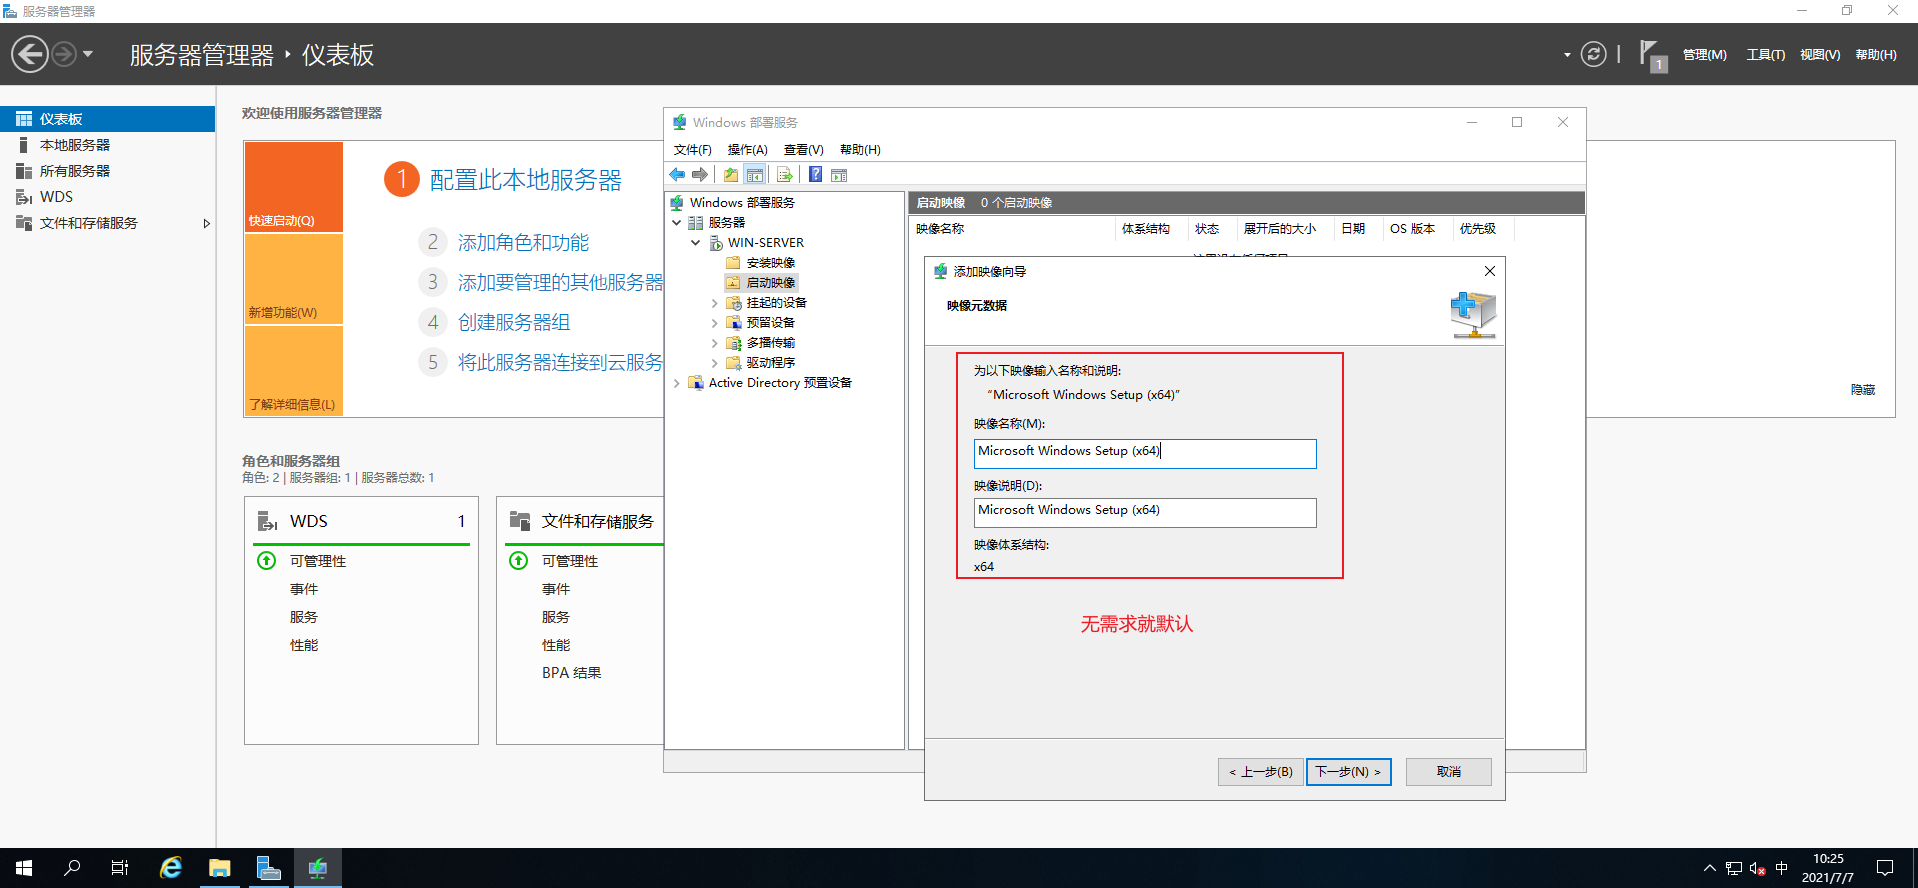 服务器管理器
服务器管理器 ‣ 仪表板
1
管理(M)
工具(T)
视图(V)
帮助(H)
仪表板
本地服务器
所有服务器
WDS
文件和存储服务
欢迎使用服务器管理器
快速启动(Q)
新增功能(W)
了解详细信息(L)
1 配置此本地服务器
2 添加角色和功能
3 添加要管理的其他服务器
4 创建服务器组
5 将此服务器连接到云服务
隐藏
角色和服务器组
角色: 2 | 服务器组: 1 | 服务器总数: 1
WDS 1
可管理性
事件
服务
性能
文件和存储服务
可管理性
事件
服务
性能
BPA 结果
Windows 部署服务
文件(F) 操作(A) 查看(V) 帮助(H)
Windows 部署服务
服务器
WIN-SERVER
安装映像
启动映像
挂起的设备
预留设备
多播传输
驱动程序
Active Directory 预置设备
启动映像 0 个启动映像
映像名称 体系结构 状态 展开后的大小 日期 OS 版本 优先级
添加映像向导
映像元数据
为以下映像输入名称和说明:
“Microsoft Windows Setup (x64)”
映像名称(M):
Microsoft Windows Setup (x64)
映像说明(D):
Microsoft Windows Setup (x64)
映像体系结构:
x64
无需求就默认
< 上一步(B) 下一步(N) > 取消
中
10:25
2021/7/7